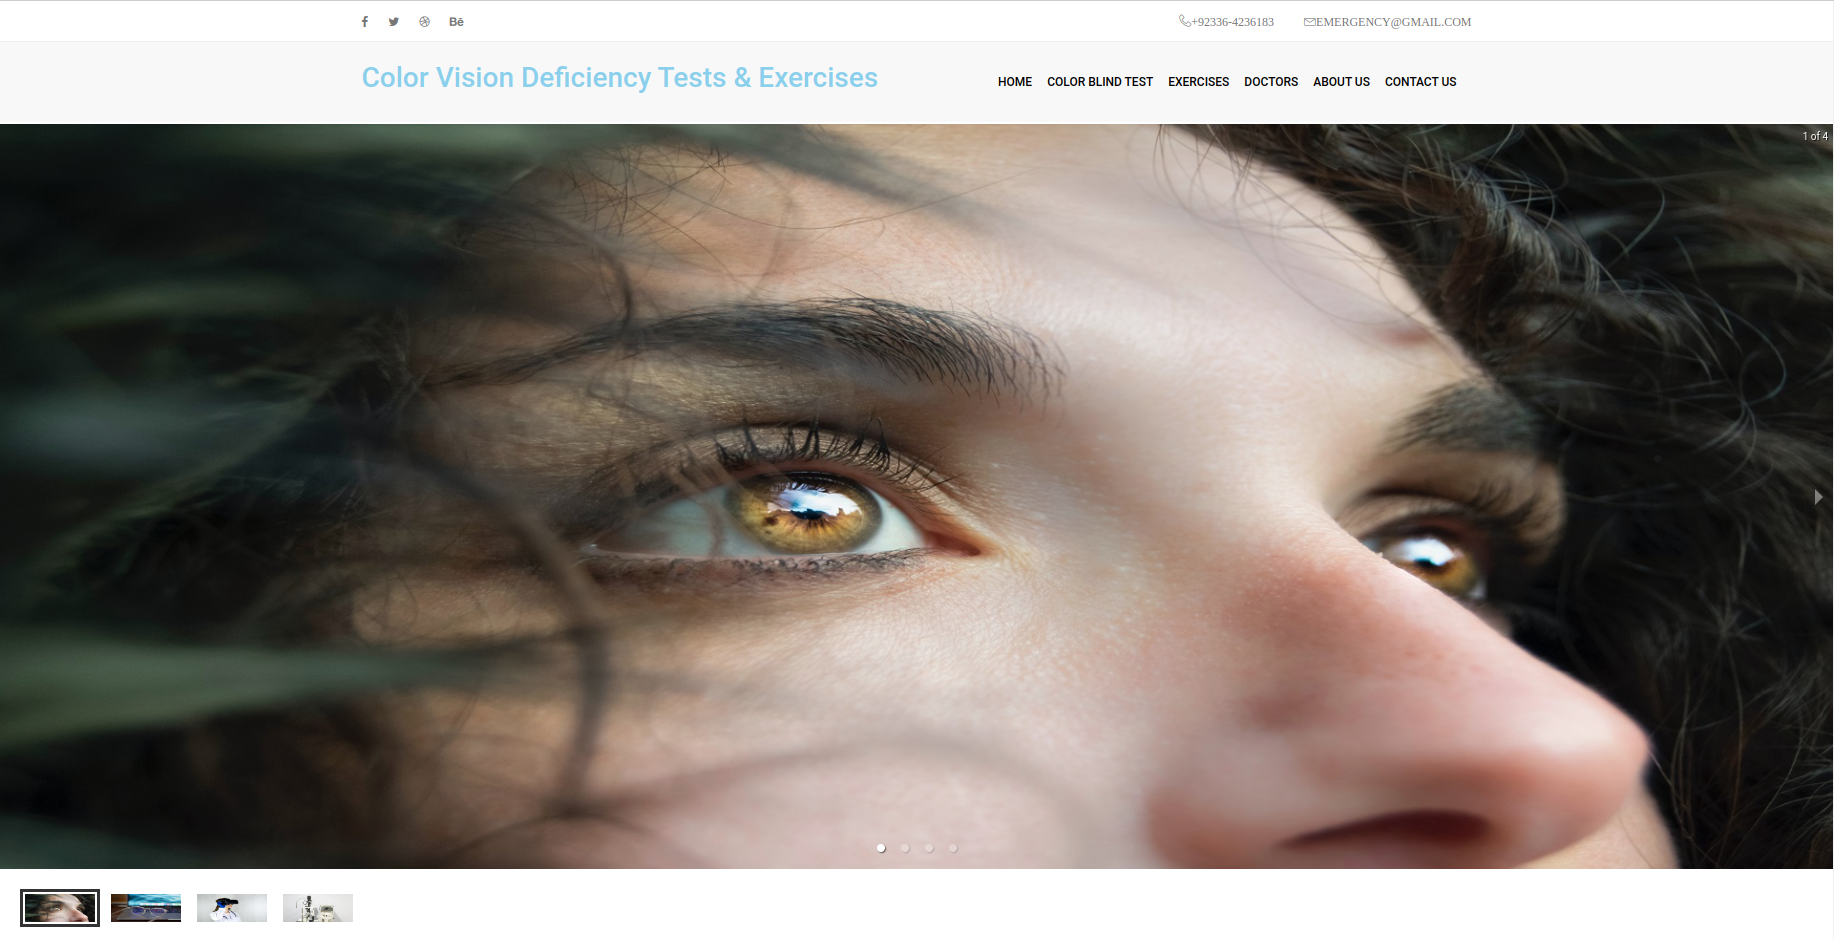 Bē +92336-4236183 EMERGENCY@GMAIL.COM
Color Vision Deficiency Tests & Exercises
HOME COLOR BLIND TEST EXERCISES DOCTORS ABOUT US CONTACT US
1 of 4